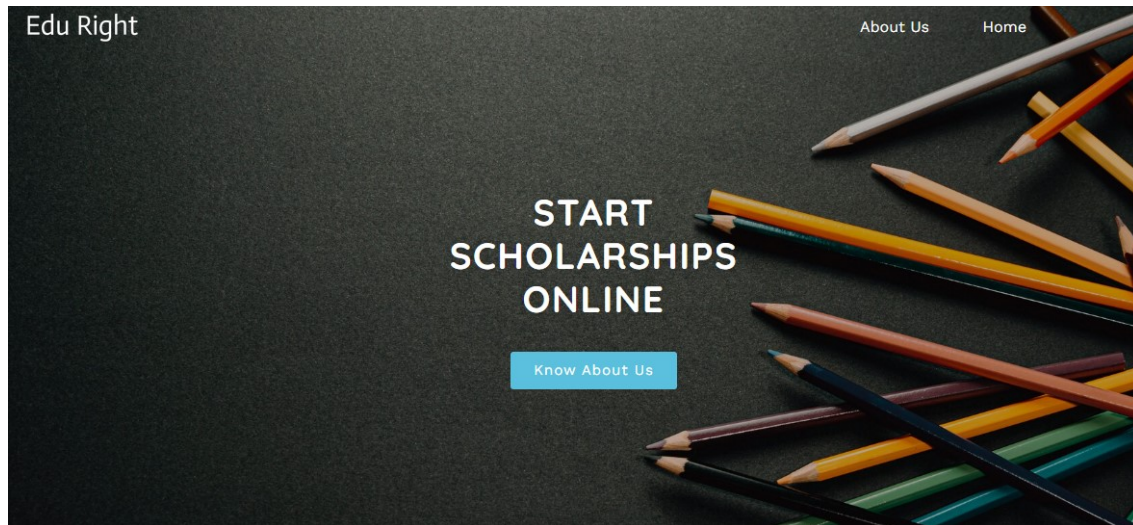 Edu Right
About Us
Home
START
SCHOLARSHIPS
ONLINE
Know About Us